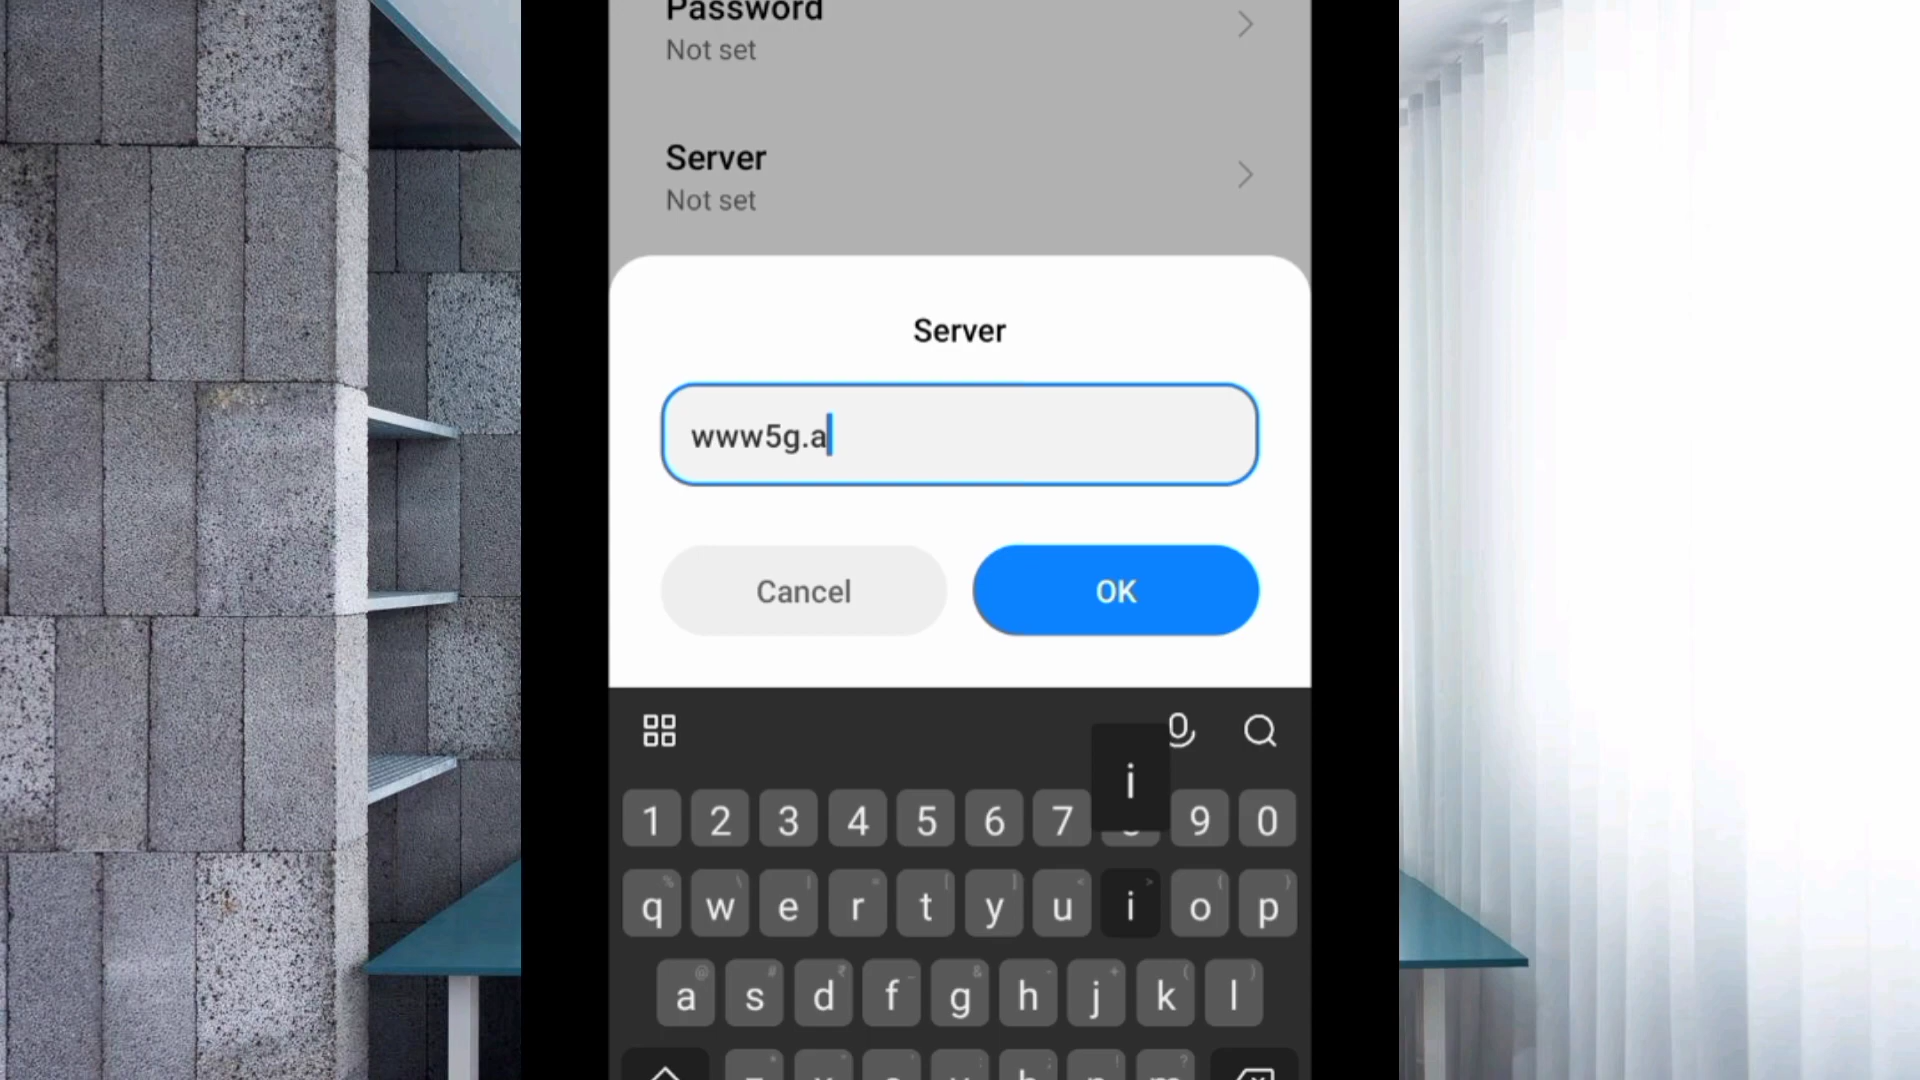 Password
Not set
Server
Not set
Server
www5g.a
Cancel
OK
i
1 2 3 4 5 6 7 9 0
q w e r t y u i o p
a s d f g h j k l